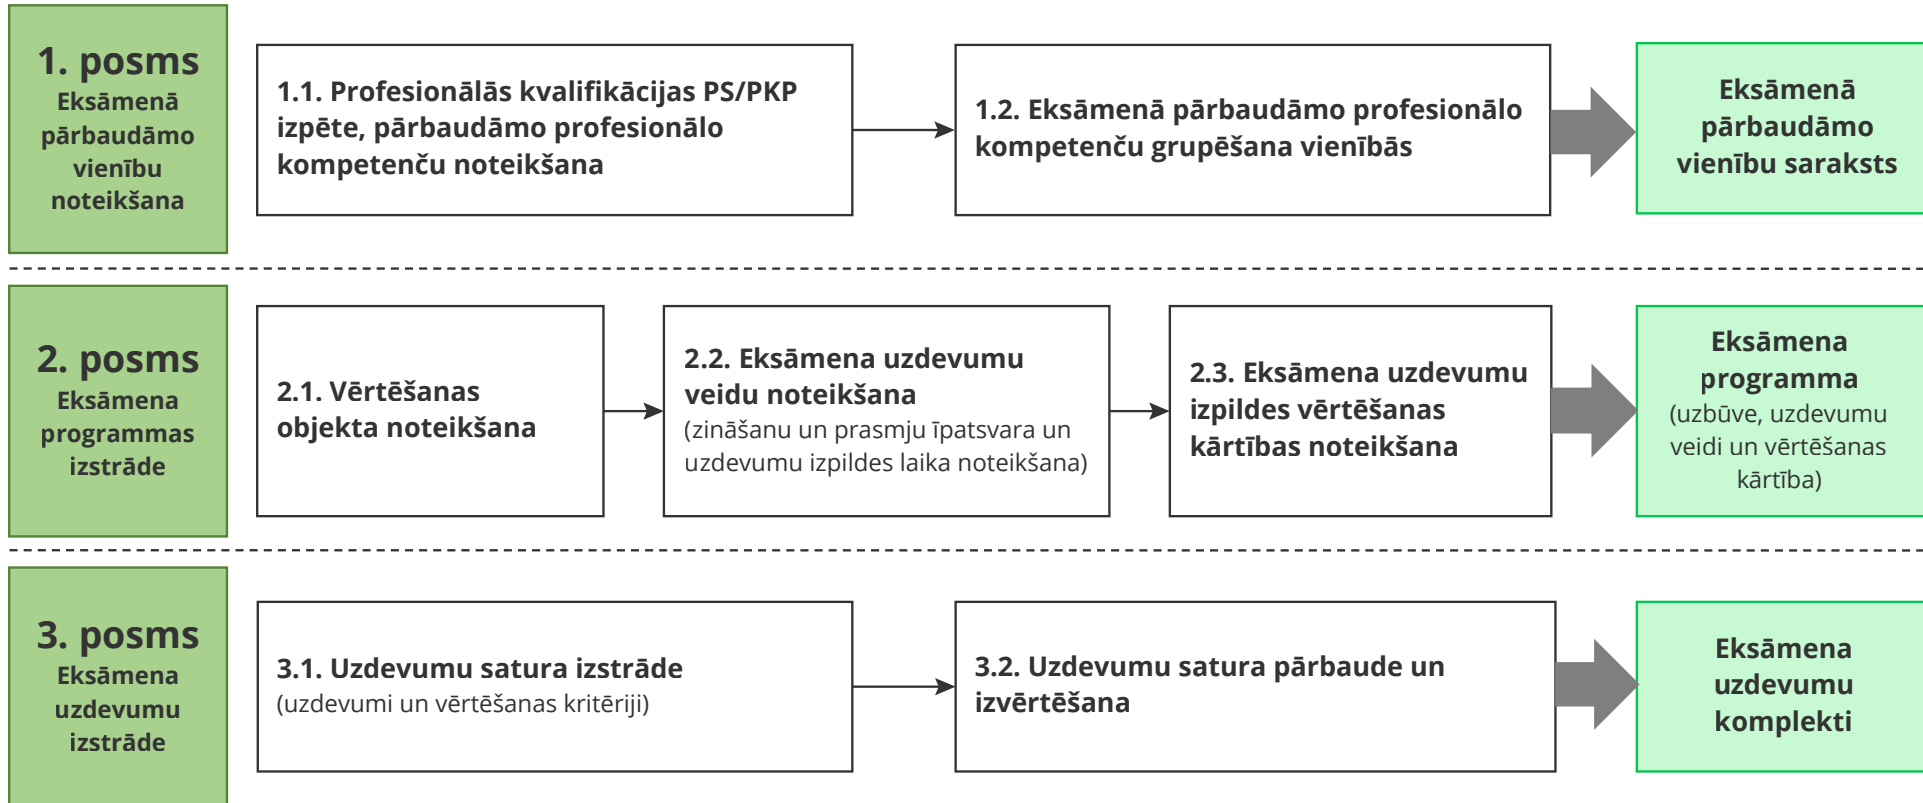 1. posms
Eksāmenā
pārbaudāmo
vienību
noteikšana
1.1. Profesionālās kvalifikācijas PS/PKP
izpēte, pārbaudāmo profesionālo
kompetenču noteikšana
1.2. Eksāmenā pārbaudāmo profesionālo
kompetenču grupēšana vienībās
Eksāmenā
pārbaudāmo
vienību saraksts
2. posms
Eksāmena
programmas
izstrāde
2.1. Vērtēšanas
objekta noteikšana
2.2. Eksāmena uzdevumu
veidu noteikšana
(zināšanu un prasmju īpatsvara un
uzdevumu izpildes laika noteikšana)
2.3. Eksāmena uzdevumu
izpildes vērtēšanas
kārtības noteikšana
Eksāmena
programma
(uzbūve, uzdevumu
veidi un vērtēšanas
kārtība)
3. posms
Eksāmena
uzdevumu
izstrāde
3.1. Uzdevumu satura izstrāde
(uzdevumi un vērtēšanas kritēriji)
3.2. Uzdevumu satura pārbaude un
izvērtēšana
Eksāmena
uzdevumu
komplekti